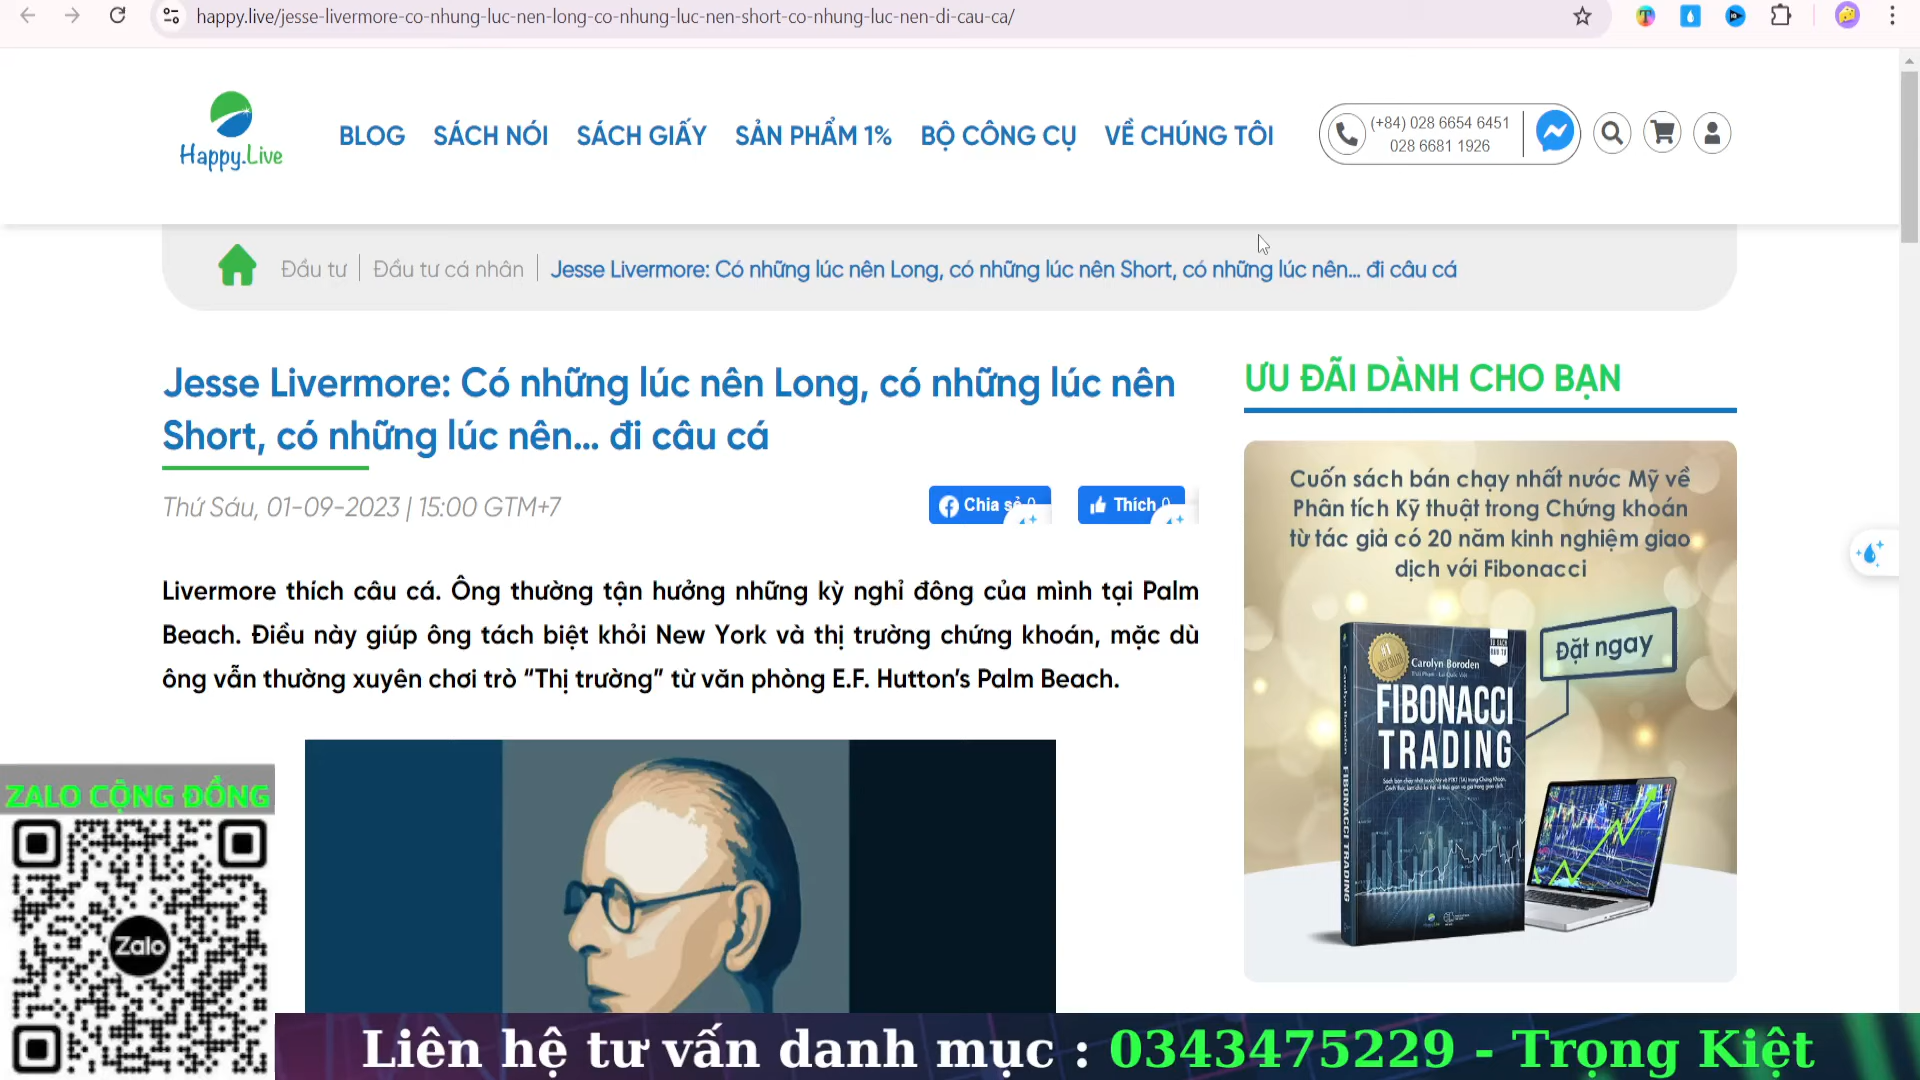 happy.live/jesse-livermore-co-nhung-luc-nen-long-co-nhung-luc-nen-short-co-nhung-luc-nen-di-cau-ca/
Happy.Live
BLOG SÁCH NÓI SÁCH GIẤY SẢN PHẨM 1% BỘ CÔNG CỤ VỀ CHÚNG TÔI
(+84) 028 6654 6451
028 6681 1926
Đầu tư | Đầu tư cá nhân | Jesse Livermore: Có những lúc nên Long, có những lúc nên Short, có những lúc nên… đi câu cá
Jesse Livermore: Có những lúc nên Long, có những lúc nên
Short, có những lúc nên… đi câu cá
Thứ Sáu, 01-09-2023 | 15:00 GTM+7
Chia sẻ 0
Thích 0
Livermore thích câu cá. Ông thường tận hưởng những kỳ nghỉ đông của mình tại Palm
Beach. Điều này giúp ông tách biệt khỏi New York và thị trường chứng khoán, mặc dù
ông vẫn thường xuyên chơi trò “Thị trường” từ văn phòng E.F. Hutton’s Palm Beach.
ƯU ĐÃI DÀNH CHO BẠN
Cuốn sách bán chạy nhất nước Mỹ về
Phân tích Kỹ thuật trong Chứng khoán
từ tác giả có 20 năm kinh nghiệm giao
dịch với Fibonacci
Đặt ngay
Carolyn Boroden
FIBONACCI
TRADING
FIBONACCI TRADING
ZALO CỘNG ĐỒNG
Zalo
Liên hệ tư vấn danh mục : 0343475229 - Trọng Kiệt